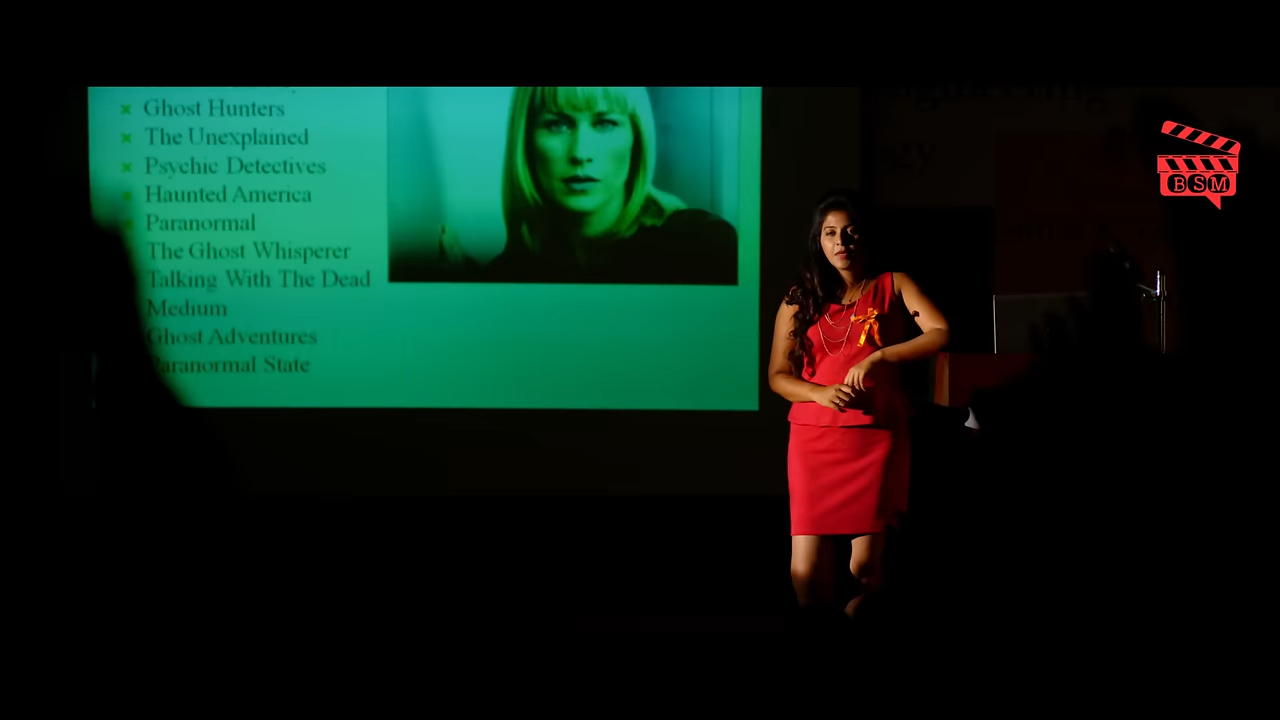 Ghost Hunters
The Unexplained
Psychic Detectives
Haunted America
Paranormal
The Ghost Whisperer
Talking With The Dead
Medium
Ghost Adventures
Paranormal State
BSM